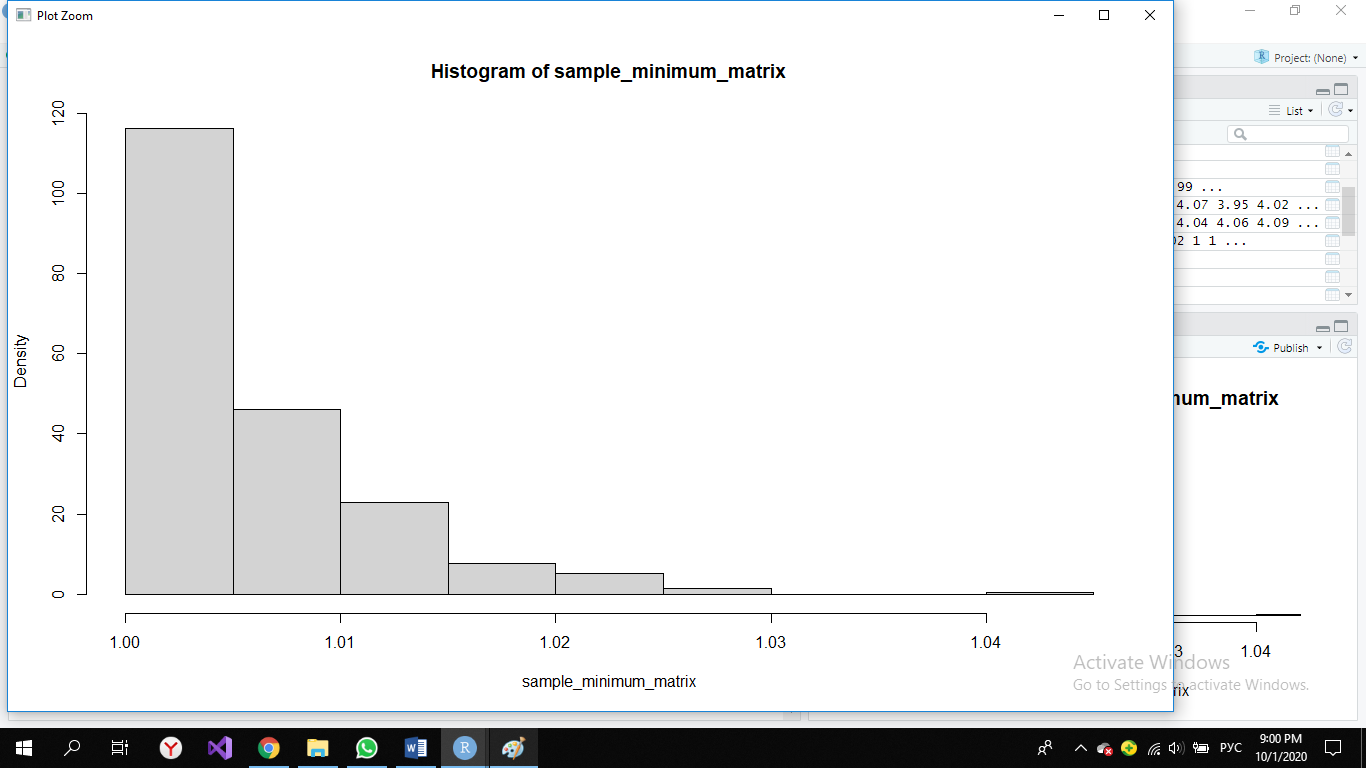 Plot Zoom
Histogram of sample_minimum_matrix
Density
0
20
40
60
80
100
120
1.00 1.01 1.02 1.03 1.04
sample_minimum_matrix
Project: (None)
List
99 ...
4.07 3.95 4.02 ...
4.04 4.06 4.09 ...
02 1 1 ...
Publish
num_matrix
3 1.04
rix
Activate Windows
Go to Settings to activate Windows.
W
R
РУС
9:00 PM
10/1/2020